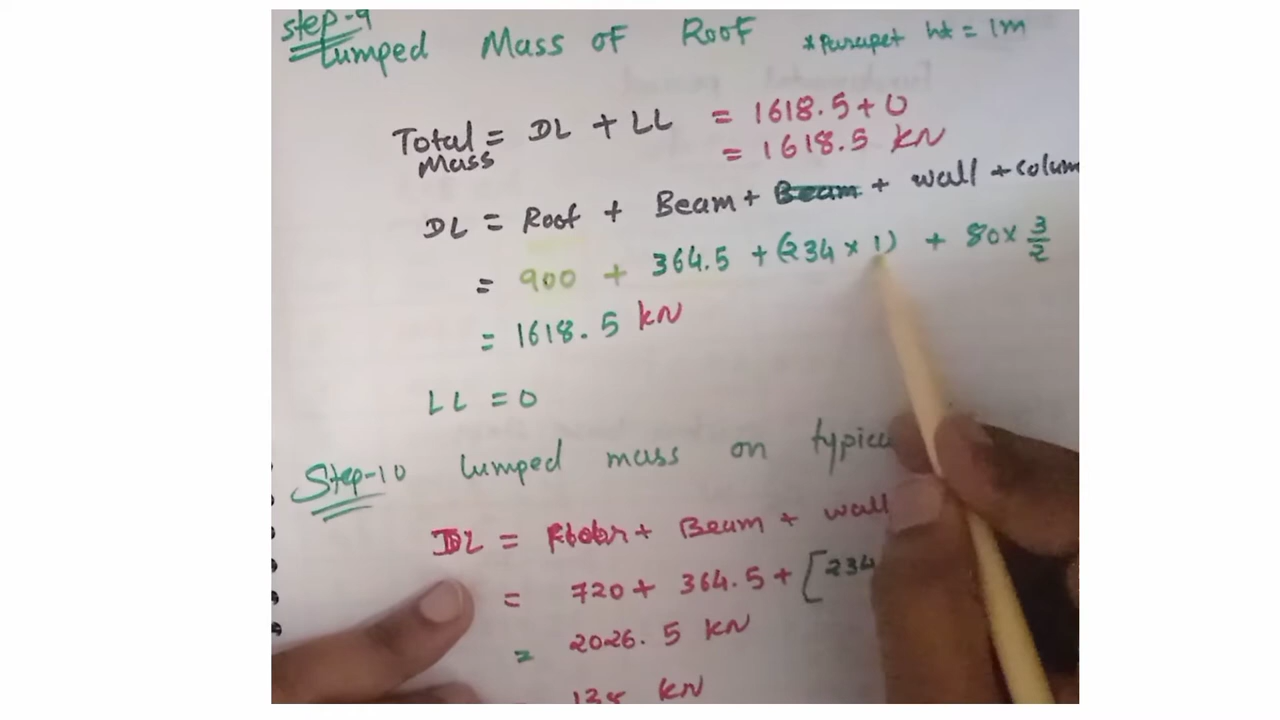 Step-9
Lumped Mass of Roof *Parapet ht = 1m
Total Mass = DL + LL = 1618.5 + 0
= 1618.5 KN
DL = Roof + Beam + Beam + wall + colum
= 900 + 364.5 + (234 × 1) + 80 × 3/2
= 1618.5 KN
LL = 0
Step-10 lumped mass on typica
DL = + Beam + wall
= 720 + 364.5 + [234
= 2026.5 KN
135 KN